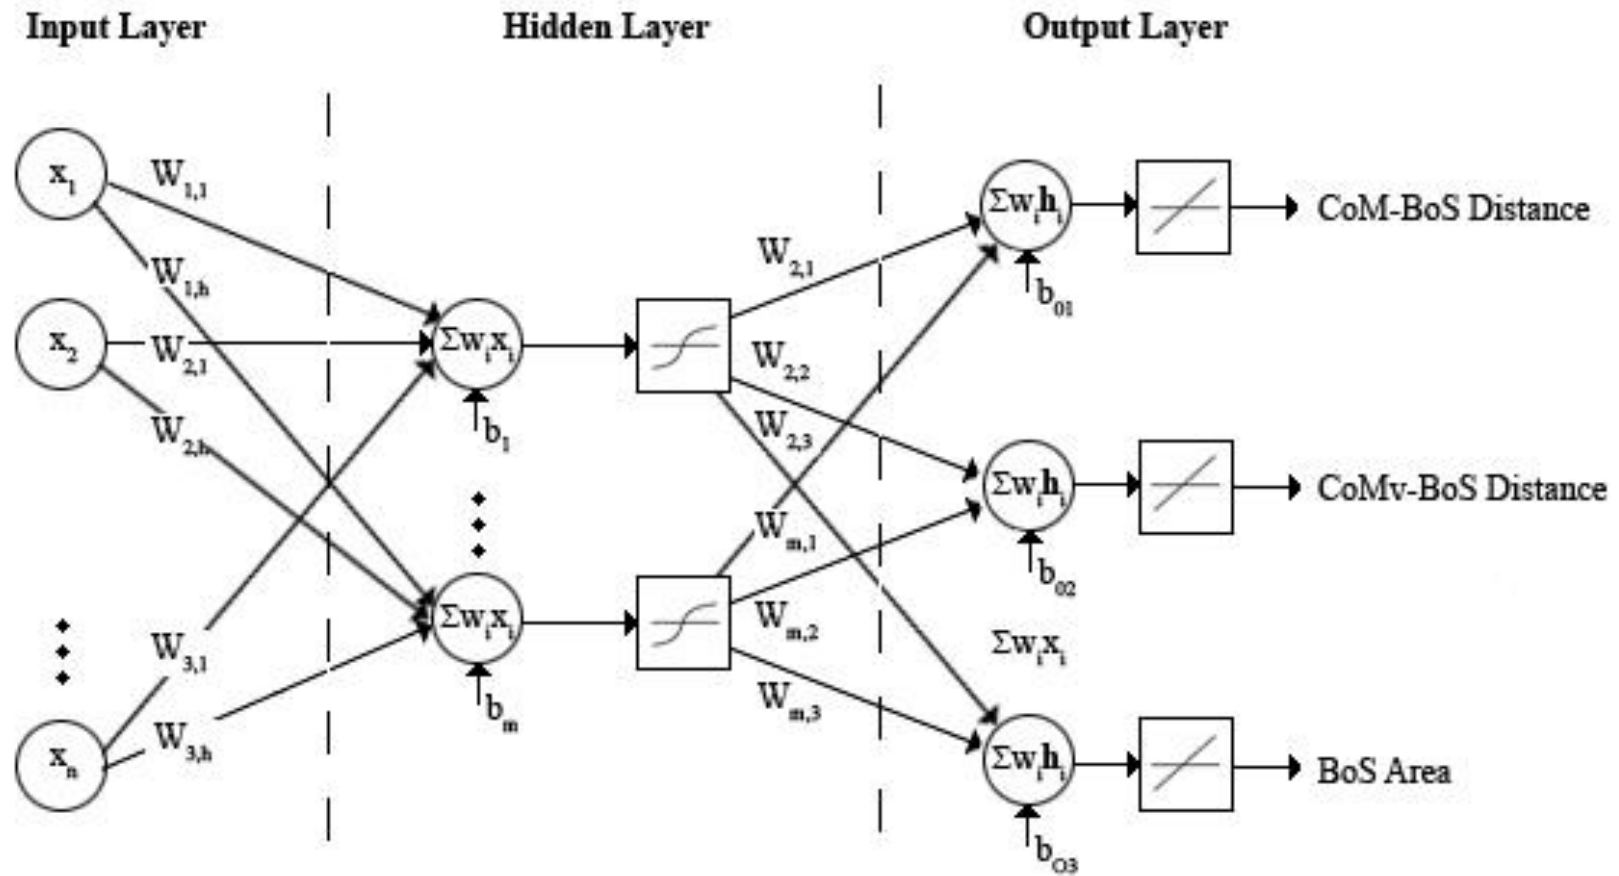 Input Layer
Hidden Layer
Output Layer
x₁
W₁,₁
W₁,ₕ
x₂
W₂,₁
W₂,ₕ
W₃,₁
xₙ
W₃,ₕ
Σwᵢxᵢ
b₁
Σwᵢxᵢ
bₘ
W₂,₁
W₂,₂
W₂,₃
Wₘ,₁
Wₘ,₂
Wₘ,₃
Σwᵢhᵢ
b₀₁
CoM-BoS Distance
Σwᵢhᵢ
b₀₂
CoMv-BoS Distance
Σwᵢxᵢ
Σwᵢhᵢ
b_O3
BoS Area